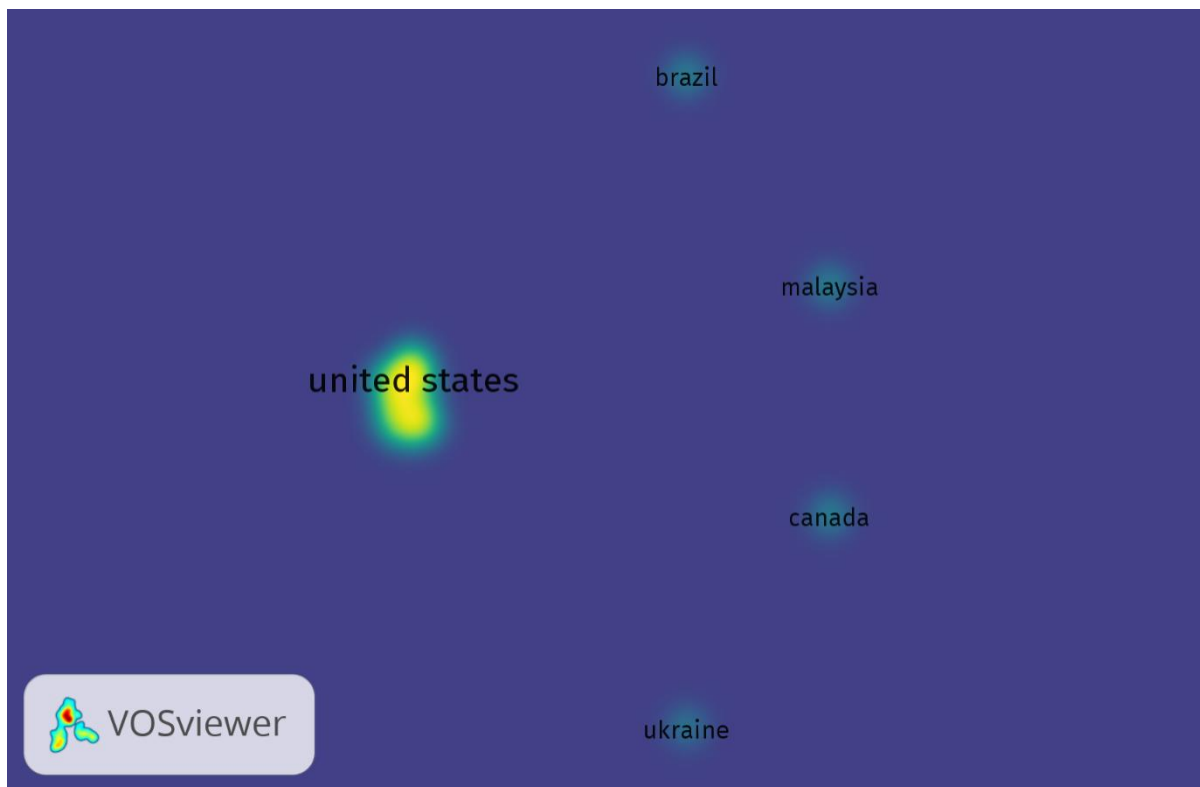 brazil
malaysia
united states
canada
ukraine
VOSviewer